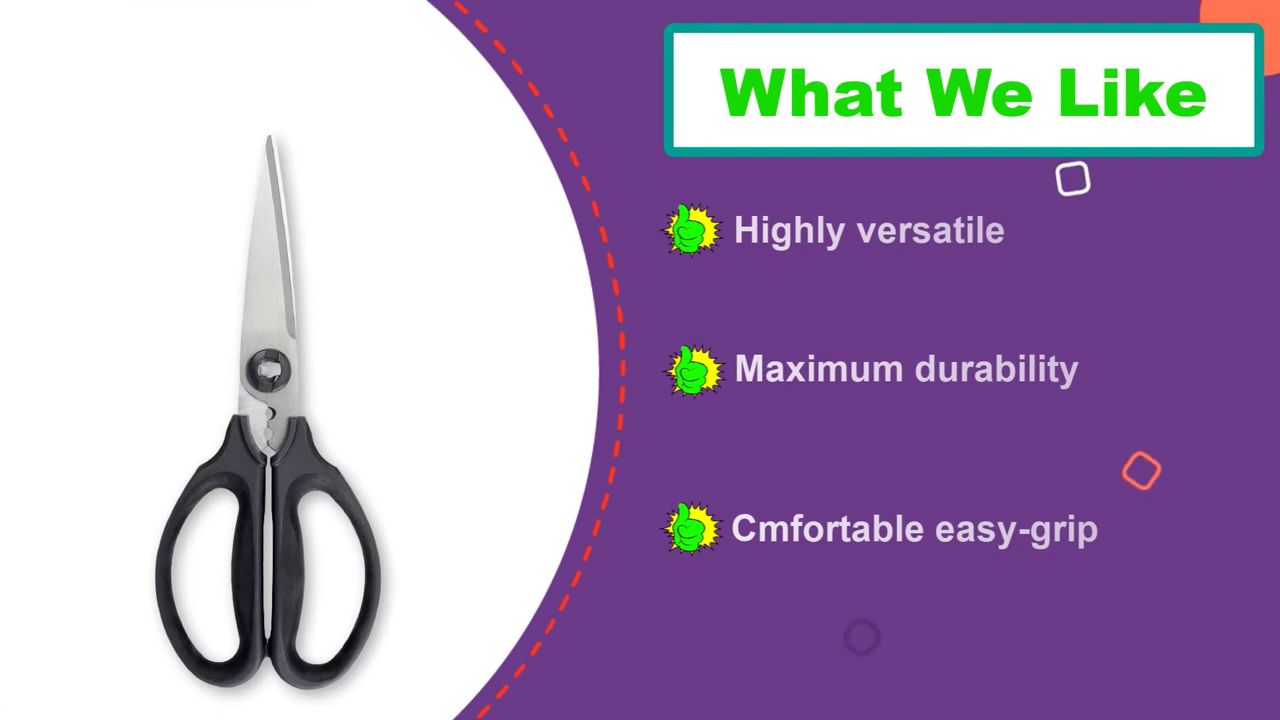 What We Like
Highly versatile
Maximum durability
Cmfortable easy-grip